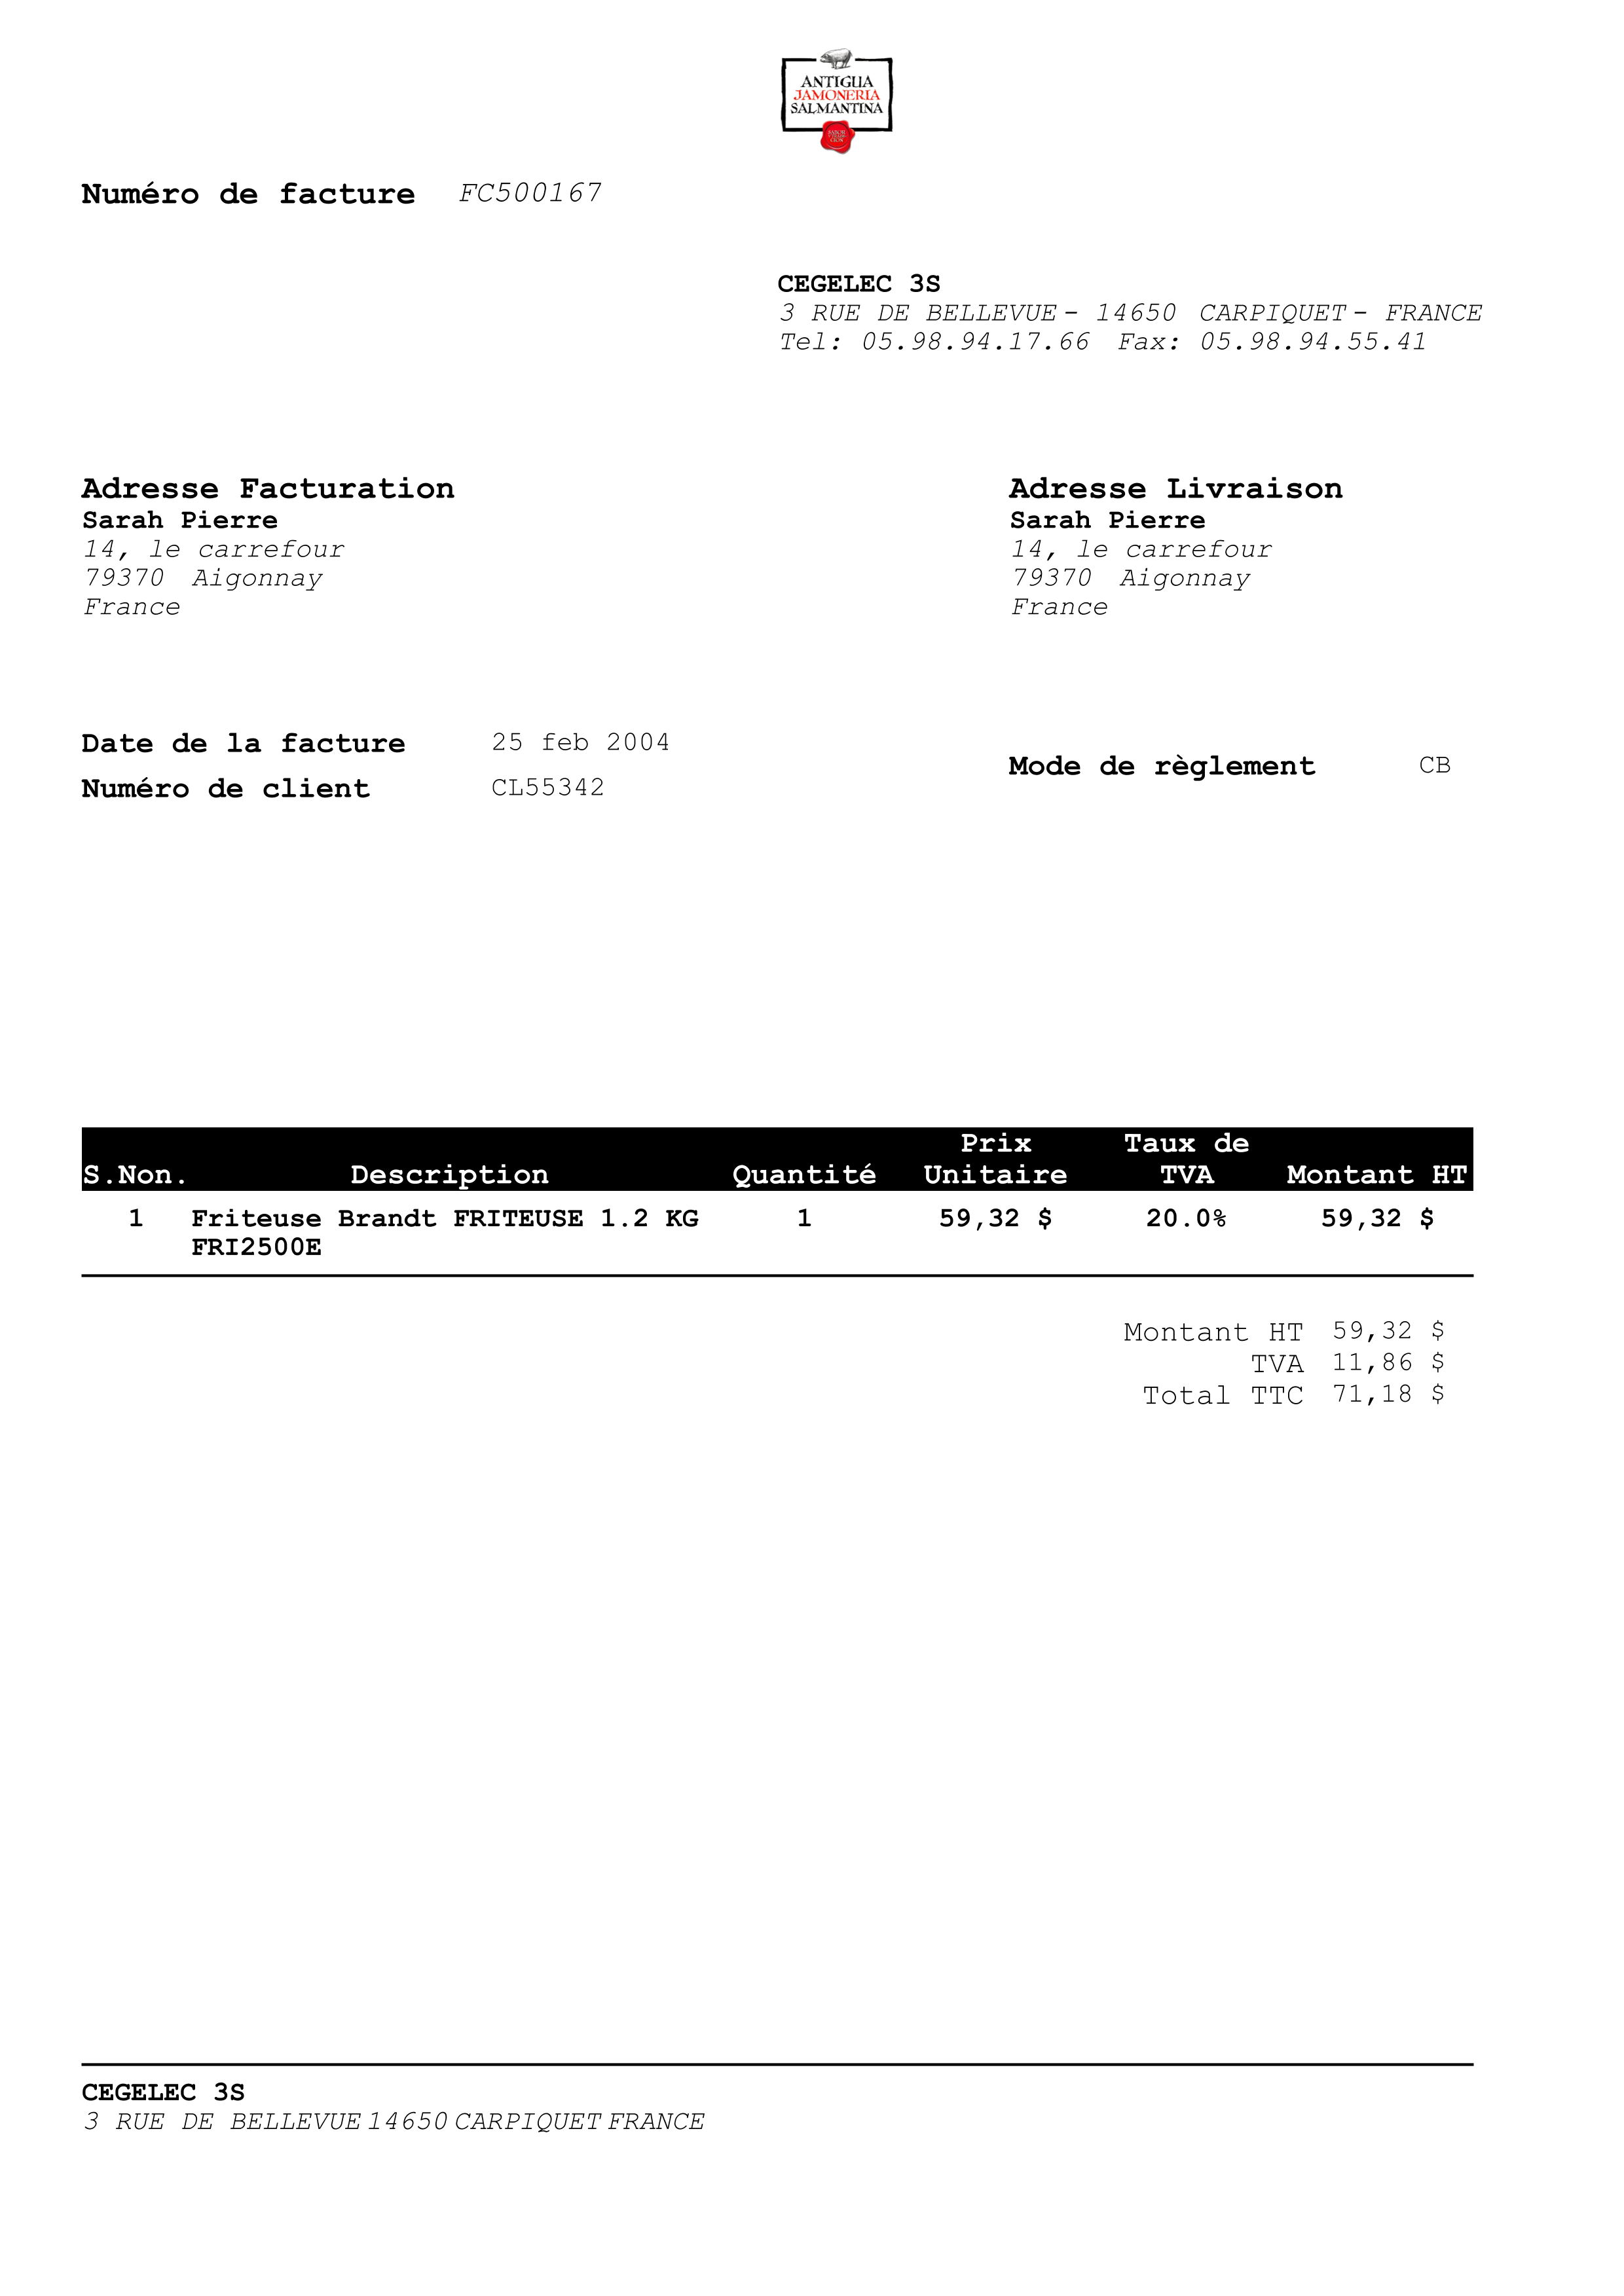 ANTIGUA
JAMONERIA
SALMANTINA
Numéro de facture FC500167
CEGELEC 3S
3 RUE DE BELLEVUE - 14650 CARPIQUET - FRANCE
Tel: 05.98.94.17.66 Fax: 05.98.94.55.41
Adresse Facturation
Sarah Pierre
14, le carrefour
79370 Aigonnay
France
Adresse Livraison
Sarah Pierre
14, le carrefour
79370 Aigonnay
France
Date de la facture 25 feb 2004
Numéro de client CL55342
Mode de règlement CB
S.Non. Description Quantité Prix Unitaire Taux de TVA Montant HT
1 Friteuse Brandt FRITEUSE 1.2 KG 1 59,32 $ 20.0% 59,32 $
FRI2500E
Montant HT 59,32 $
TVA 11,86 $
Total TTC 71,18 $
CEGELEC 3S
3 RUE DE BELLEVUE 14650 CARPIQUET FRANCE